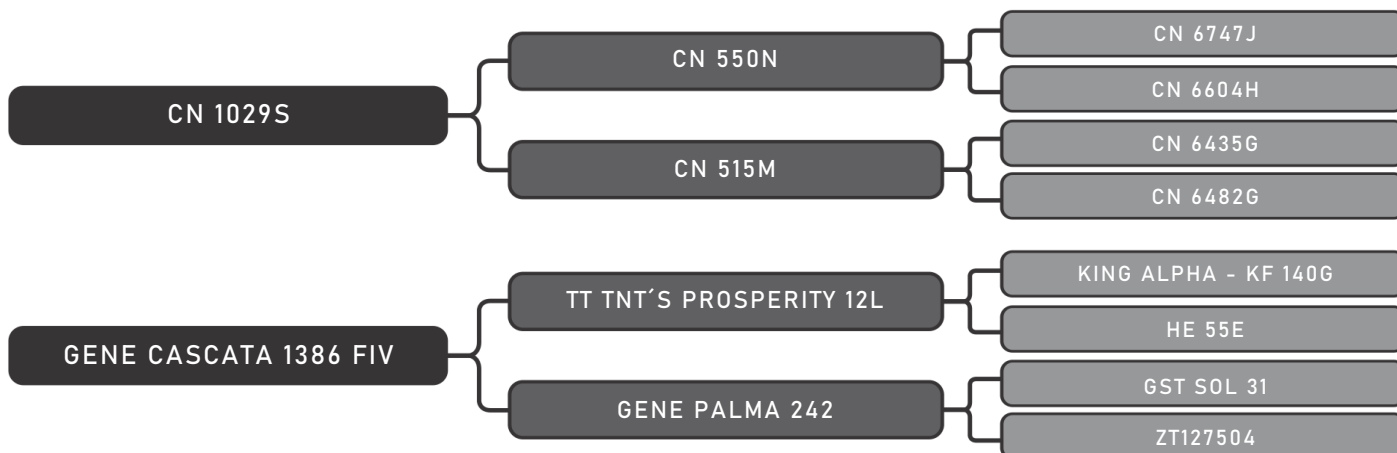 CN 1029S
CN 550N
CN 515M
CN 6747J
CN 6604H
CN 6435G
CN 6482G
GENE CASCATA 1386 FIV
TT TNT´S PROSPERITY 12L
GENE PALMA 242
KING ALPHA - KF 140G
HE 55E
GST SOL 31
ZT127504